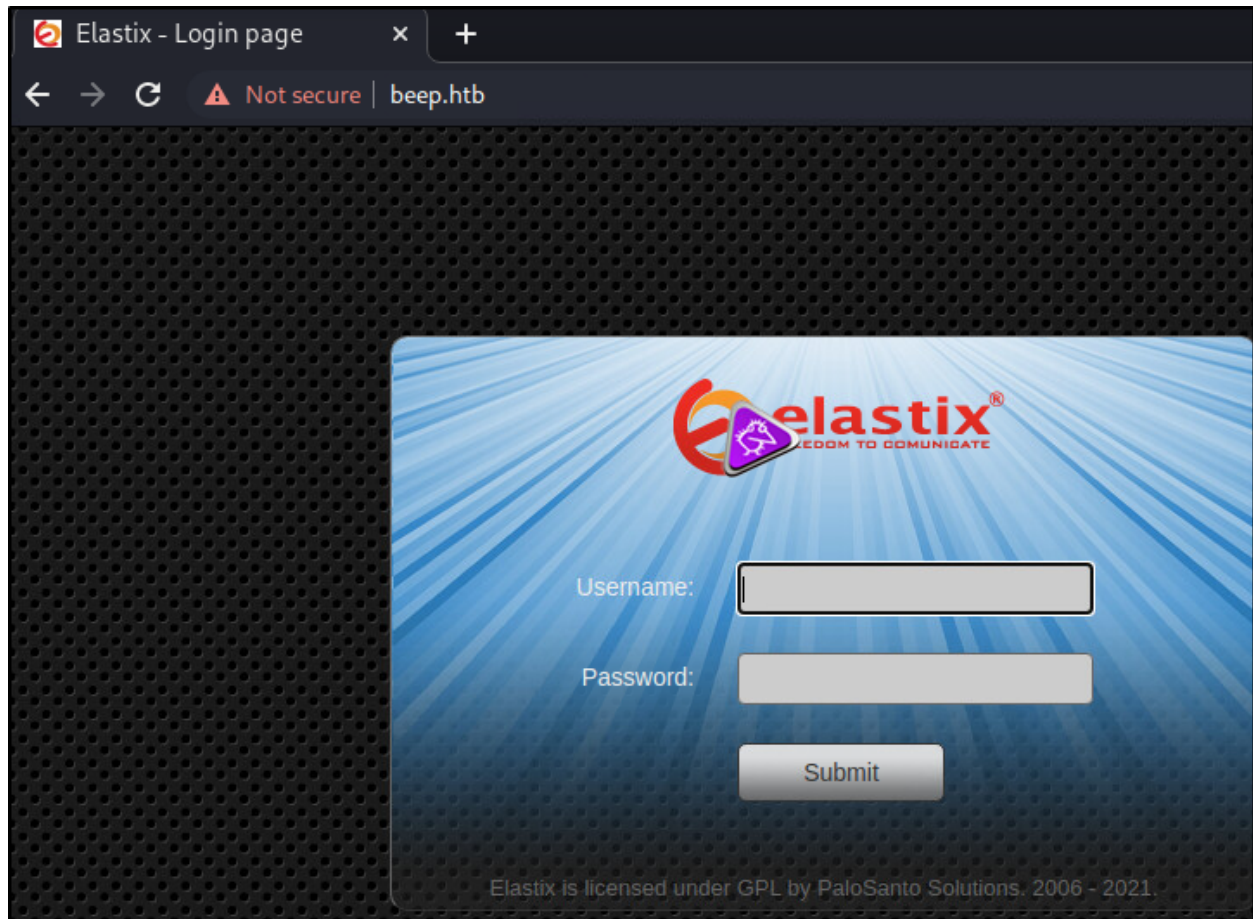 Elastix - Login page
Not secure
beep.htb
elastix®
EEDOM TO COMUNICATE
Username:
Password:
Submit
Elastix is licensed under GPL by PaloSanto Solutions. 2006 - 2021.